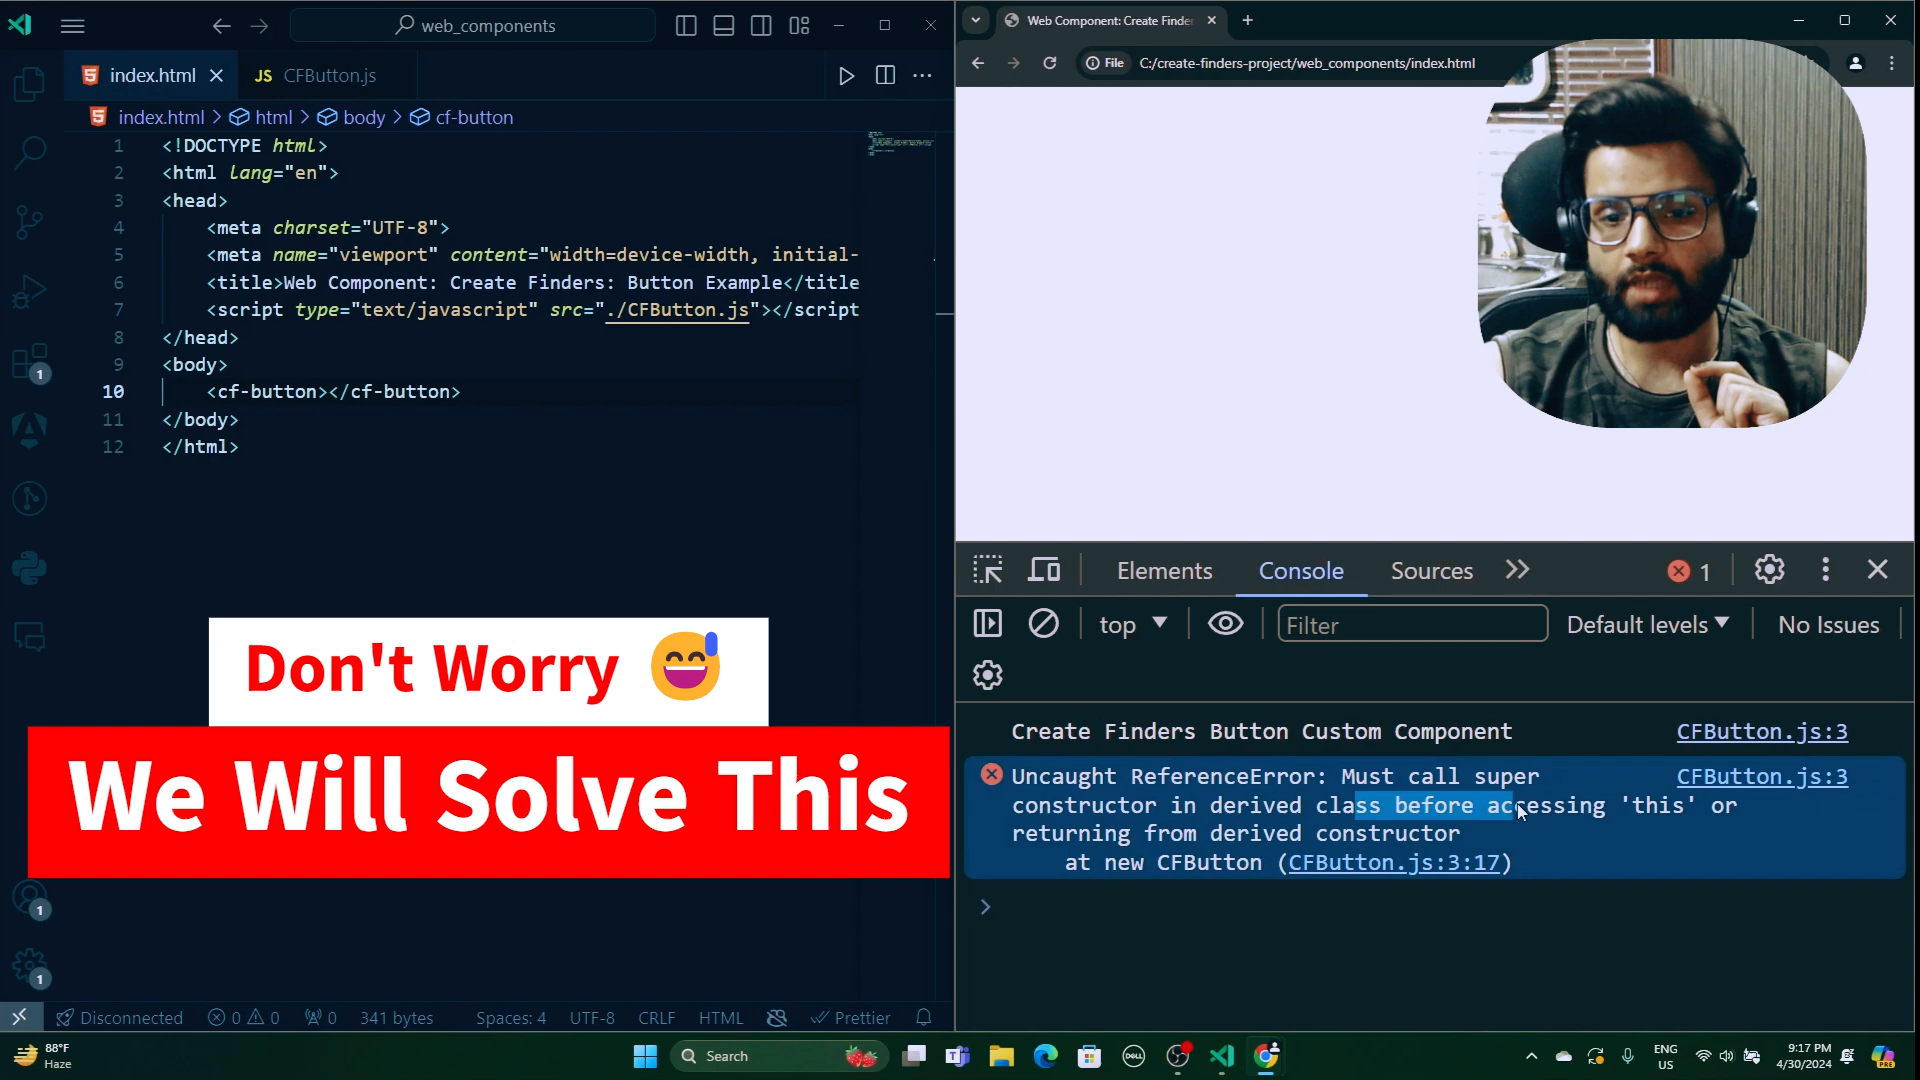 web_components
index.html
JS CFButton.js
index.html > html > body > cf-button
1 <!DOCTYPE html>
2 <html lang="en">
3 <head>
4 <meta charset="UTF-8">
5 <meta name="viewport" content="width=device-width, initial-
6 <title>Web Component: Create Finders: Button Example</title
7 <script type="text/javascript" src="./CFButton.js"></script
8 </head>
9 <body>
10 <cf-button></cf-button>
11 </body>
12 </html>
1
Don't Worry 😅
We Will Solve This
1
1
Disconnected 0 0 0 341 bytes Spaces: 4 UTF-8 CRLF HTML Prettier
Web Component: Create Finde
File C:/create-finders-project/web_components/index.html
Elements Console Sources 1
top Filter Default levels No Issues
Create Finders Button Custom Component CFButton.js:3
Uncaught ReferenceError: Must call super CFButton.js:3
constructor in derived class before accessing 'this' or
returning from derived constructor
at new CFButton (CFButton.js:3:17)
>
88°F
Haze
Search
DELL
PRE
ENG
US
9:17 PM
4/30/2024